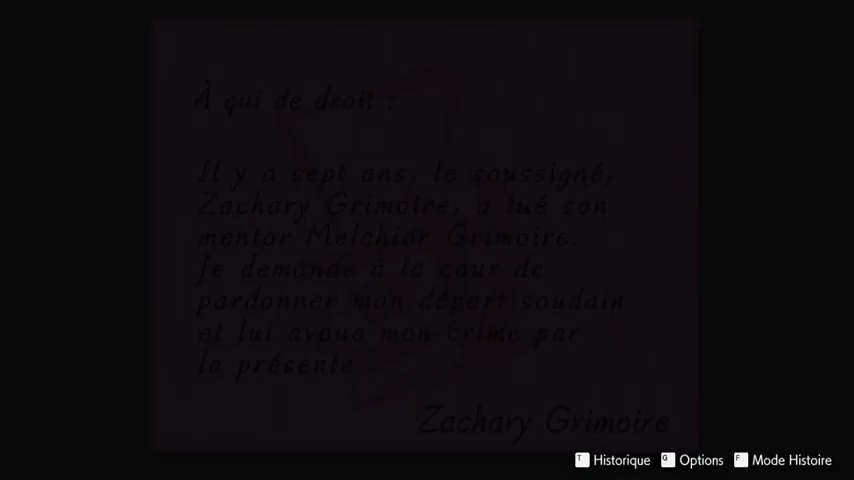 À qui de droit :
Il y a sept ans, le soussigné,
Zachary Grimoire, a tué son
mentor Melchior Grimoire.
Je demande à la cour de
pardonner mon départ soudain
et lui avoue mon crime par
la présente.
Zachary Grimoire
T Historique G Options F Mode Histoire